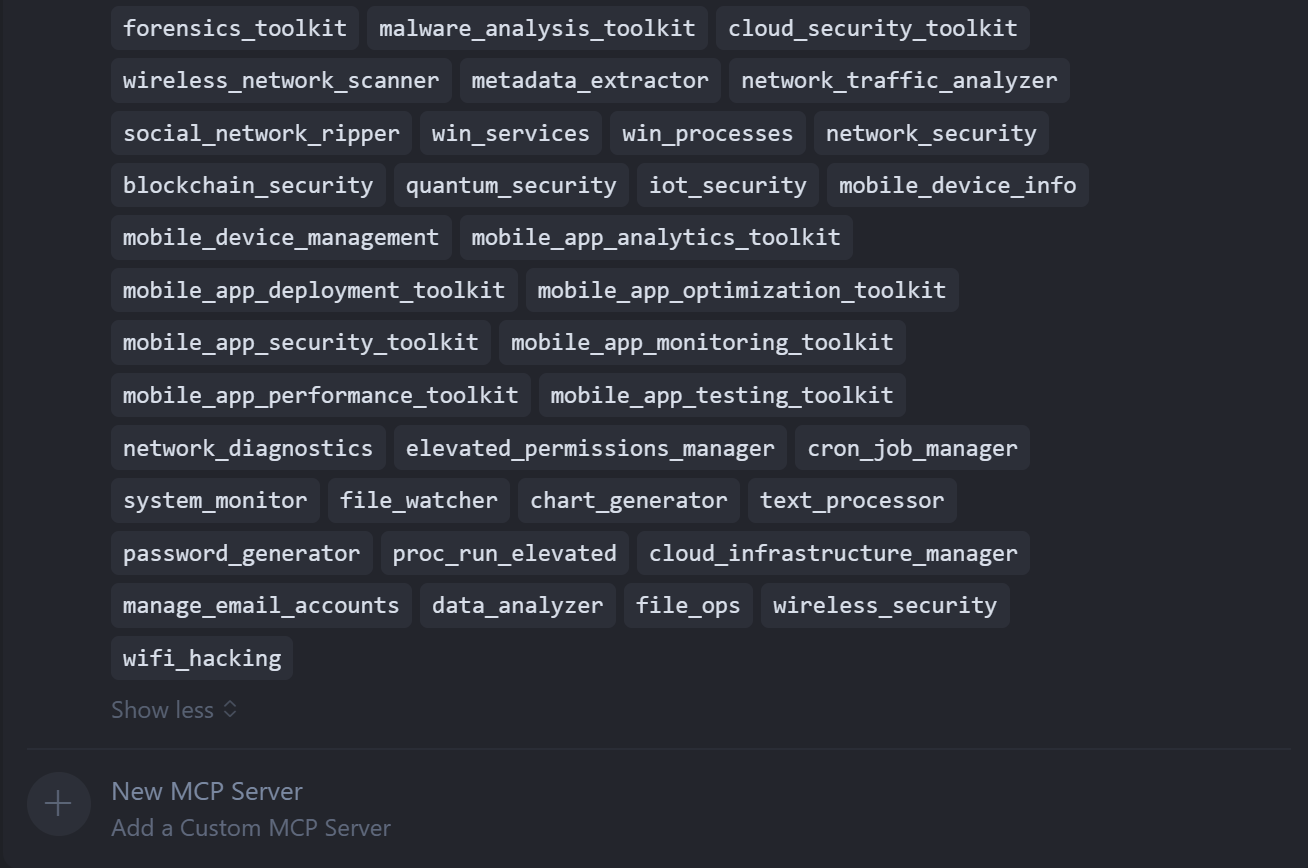 forensics_toolkit malware_analysis_toolkit cloud_security_toolkit
wireless_network_scanner metadata_extractor network_traffic_analyzer
social_network_ripper win_services win_processes network_security
blockchain_security quantum_security iot_security mobile_device_info
mobile_device_management mobile_app_analytics_toolkit
mobile_app_deployment_toolkit mobile_app_optimization_toolkit
mobile_app_security_toolkit mobile_app_monitoring_toolkit
mobile_app_performance_toolkit mobile_app_testing_toolkit
network_diagnostics elevated_permissions_manager cron_job_manager
system_monitor file_watcher chart_generator text_processor
password_generator proc_run_elevated cloud_infrastructure_manager
manage_email_accounts data_analyzer file_ops wireless_security
wifi_hacking
Show less
New MCP Server
Add a Custom MCP Server